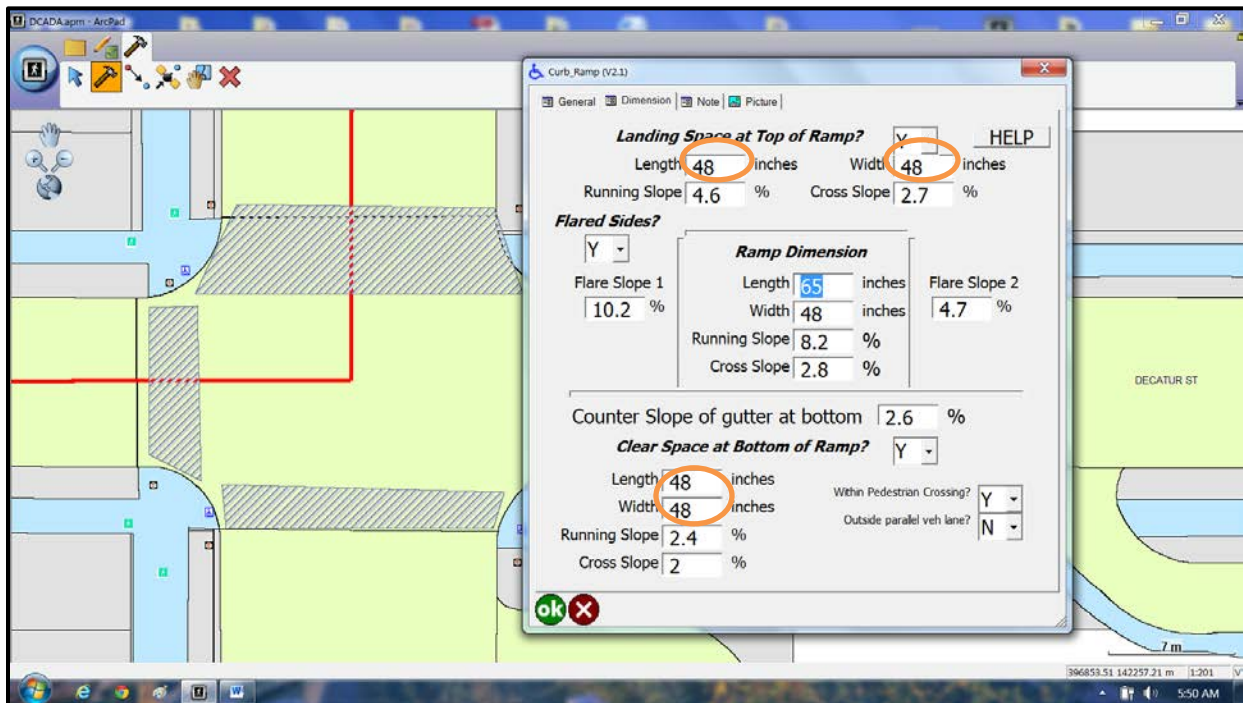 DCADA.apm - ArcPad
Curb_Ramp (V2.1)
General Dimension Note Picture
Landing Space at Top of Ramp? Y HELP
Length 48 inches Width 48 inches
Running Slope 4.6 % Cross Slope 2.7 %
Flared Sides?
Y
Ramp Dimension
Flare Slope 1 Length 65 inches Flare Slope 2
10.2 % Width 48 inches 4.7 %
Running Slope 8.2 %
Cross Slope 2.8 %
DECATUR ST
Counter Slope of gutter at bottom 2.6 %
Clear Space at Bottom of Ramp? Y
Length 48 inches
Within Pedestrian Crossing? Y
Width 48 inches
Outside parallel veh lane? N
Running Slope 2.4 %
Cross Slope 2 %
ok
7 m
396853.51 142257.21 m 1:201
5:50 AM